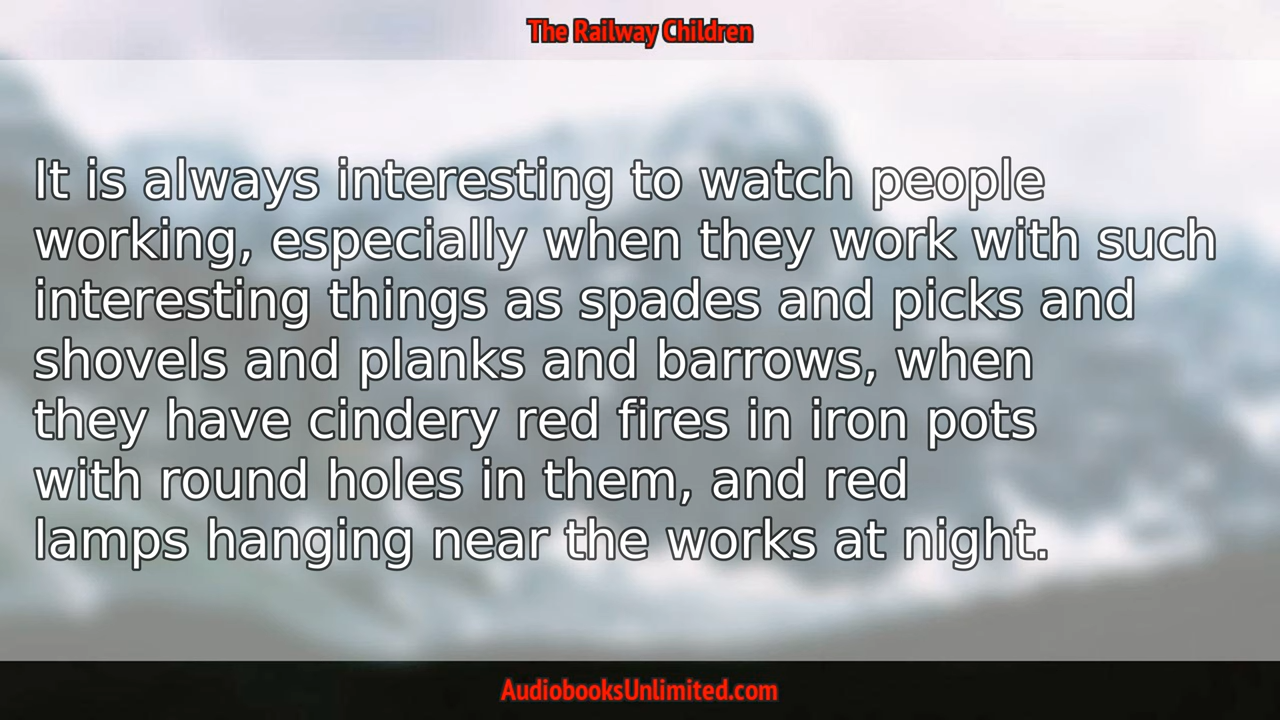 The Railway Children
It is always interesting to watch people
working, especially when they work with such
interesting things as spades and picks and
shovels and planks and barrows, when
they have cindery red fires in iron pots
with round holes in them, and red
lamps hanging near the works at night.
AudiobooksUnlimited.com